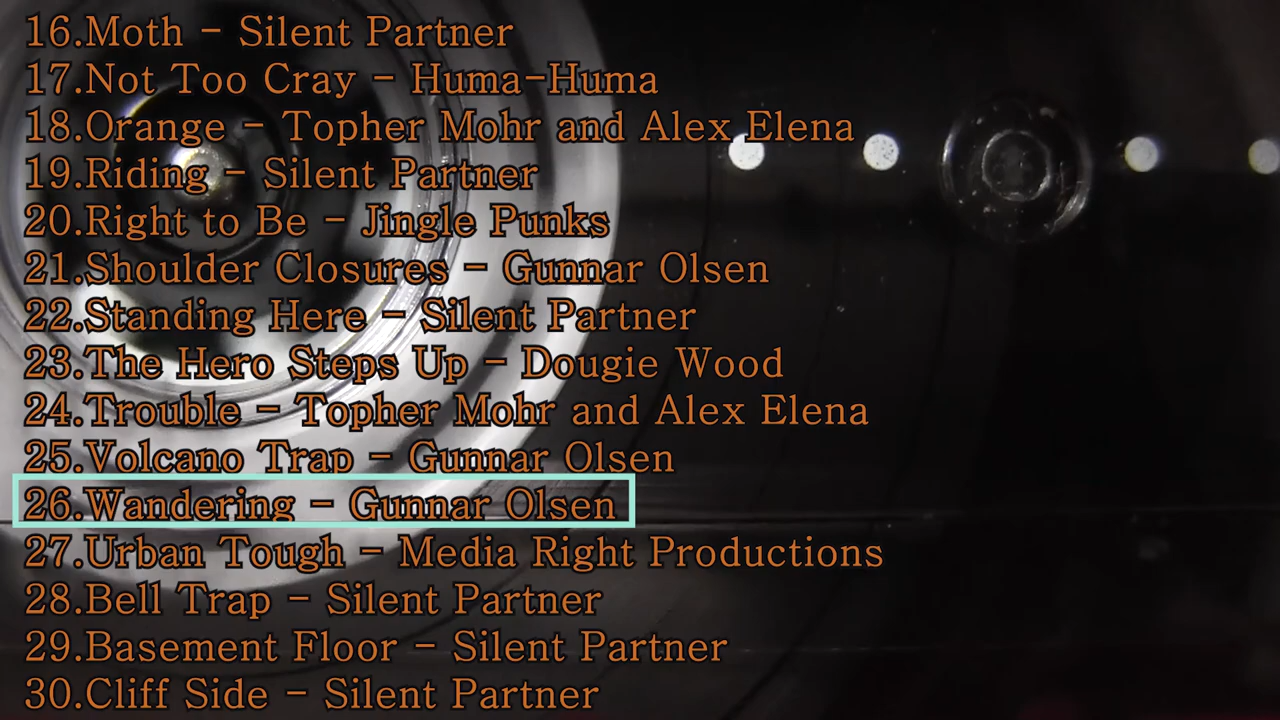 16.Moth - Silent Partner
17.Not Too Cray - Huma-Huma
18.Orange - Topher Mohr and Alex Elena
19.Riding - Silent Partner
20.Right to Be - Jingle Punks
21.Shoulder Closures - Gunnar Olsen
22.Standing Here - Silent Partner
23.The Hero Steps Up - Dougie Wood
24.Trouble - Topher Mohr and Alex Elena
25.Volcano Trap - Gunnar Olsen
26.Wandering - Gunnar Olsen
27.Urban Tough - Media Right Productions
28.Bell Trap - Silent Partner
29.Basement Floor - Silent Partner
30.Cliff Side - Silent Partner